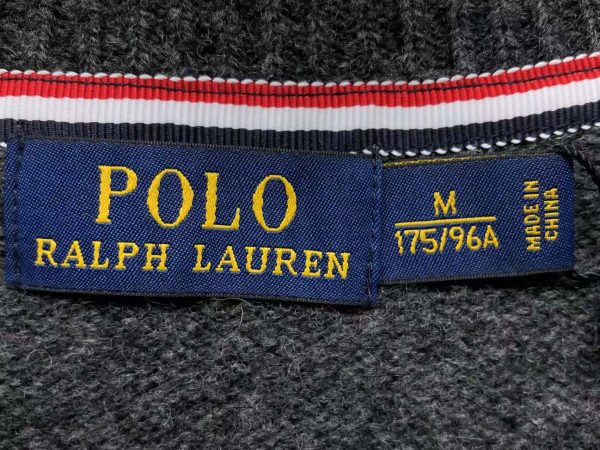 POLO
RALPH LAUREN
M
175/96A
MADE IN
CHINA